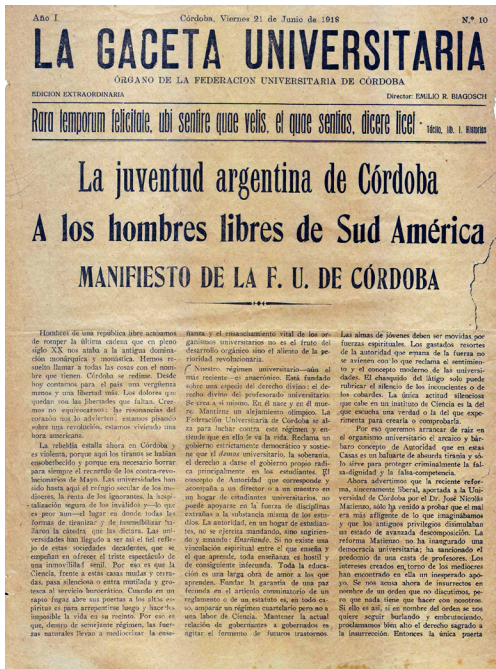 Año I
Córdoba, Viernes 21 de Junio de 1918
N.º 10
LA GACETA UNIVERSITARIA
ÓRGANO DE LA FEDERACION UNIVERSITARIA DE CÓRDOBA
EDICION EXTRAORDINARIA
Director: EMILIO R. BIAGOSCH
Rara temporum felicitate, ubi sentire quae velis, et quae sentias, dicere licet - Tácito, lib. I. Historias
La juventud argentina de Córdoba
A los hombres libres de Sud América
MANIFIESTO DE LA F. U. DE CÓRDOBA
Hombres de una república libre acabamos
de romper la última cadena que en pleno
siglo XX nos ataba a la antigua domina-
ción monárquica y monástica. Hemos re-
suelto llamar a todas las cosas con el nom-
bre que tienen. Córdoba se redime. Desde
hoy contamos para el país una vergüenza
menos y una libertad más. Los dolores que
quedan son las libertades que faltan. Cree-
mos no equivocarnos: las resonancias del
corazón nos lo advierten: estamos pisando
sobre una revolución, estamos viviendo una
hora americana.
La rebeldía estalla ahora en Córdoba y
es violenta, porque aquí los tiranos se habían
ensoberbecido y porque era necesario borrar
para siempre el recuerdo de los contra-revo-
lucionarios de Mayo. Las universidades han
sido hasta aquí el refugio secular de los me-
diocres, la renta de los ignorantes, la hospi-
talización segura de los inválidos y—lo que
es peor aun—el lugar en donde todas las
formas de tiranizar y de insensibilizar ha-
llaron la cátedra que las dictara. Las uni-
versidades han llegado a ser así el fiel refle-
jo de estas sociedades decadentes, que se
empeñan en ofrecer el triste espectáculo de
una inmovilidad senil. Por eso es que la
Ciencia, frente a estas casas mudas y cerra-
das, pasa silenciosa o entra mutilada y gro-
tesca al servicio burocrático. Cuando en un
rapto fugaz abre sus puertas a los altos es-
píritus es para arrepentirse luego y hacerles
imposible la vida en su recinto. Por eso es
que, dentro de semejante régimen, las fuer-
zas naturales llevan a mediocrizar la ense-
ñanza y el ensanchamiento vital de los or-
ganismos universitarios no es el fruto del
desarrollo orgánico sino el aliento de la pe-
rioridad revolucionaria.
Nuestro régimen universitario—aún el
más reciente—es anacrónico. Está fundado
sobre una especie del derecho divino: el de-
recho divino del profesorado universitario.
Se crea a sí mismo. En él nace y en él mue-
re. Mantiene un alejamiento olímpico. La
Federación Universitaria de Córdoba se al-
za para luchar contra este régimen y en-
tiende que en ello le va la vida. Reclama un
gobierno estrictamente democrático y sostie-
ne que el demos universitario, la soberanía,
el derecho a darse el gobierno propio radi-
ca principalmente en los estudiantes. El
concepto de Autoridad que corresponde y
acompaña a un director o a un maestro en
un hogar de estudiantes universitarios, no
puede apoyarse en la fuerza de disciplinas
extrañas a la substancia misma de los estu-
dios. La autoridad, en un hogar de estudian-
tes, no se ejercita mandando, sino sugirien-
do y amando: Enseñando. Si no existe una
vinculación espiritual entre el que enseña y
el que aprende, toda enseñanza es hostil y
de consiguiente infecunda. Toda la educa-
ción es una larga obra de amor a los que
aprenden. Fundar la garantía de una paz
fecunda en el artículo conminatorio de un
reglamento o de un estatuto es, en todo ca-
so, amparar un régimen cuartelario pero no a
una labor de Ciencia. Mantener la actual
relación de gobernantes a gobernados es
agitar el fermento de futuros trastornos.
Las almas de jóvenes deben ser movidas por
fuerzas espirituales. Los gastados resortes
de la autoridad que emana de la fuerza no
se avienen con lo que reclama el sentimien-
to y el concepto moderno de las universi-
dades. El chasquido del látigo solo puede
rubricar el silencio de los inconscientes o de
los cobardes. La única actitud silenciosa
que cabe en un instituto de Ciencia es la del
que escucha una verdad o la del que expe-
rimenta para crearla o comprobarla.
Por eso queremos arrancar de raíz en
el organismo universitario el arcaico y bár-
baro concepto de Autoridad que en estas
Casas es un baluarte de absurda tiranía y só-
lo sirve para proteger criminalmente la fal-
sa-dignidad y la falsa-competencia.
Ahora advertimos que la reciente refor-
ma, sinceramente liberal, aportada a la Uni-
versidad de Córdoba por el Dr. José Nicolás
Matienzo, sólo ha venido a probar que el mal
era más afligente de lo que imaginábamos
y que los antiguos privilegios disimulaban
un estado de avanzada descomposición. La
reforma Matienzo no ha inaugurado una
democracia universitaria; ha sancionado el
predominio de una casta de profesores. Los
intereses creados en torno de los mediocres
han encontrado en ella un inesperado apo-
yo. Se nos acusa ahora de insurrectos en
nombre de un orden que no discutimos, pe-
ro que nada tiene que hacer con nosotros.
Si ello es así, si en nombre del orden se nos
quiere seguir burlando y embruteciendo,
proclamamos bien alto el derecho sagrado a
la insurrección. Entonces la única puerta